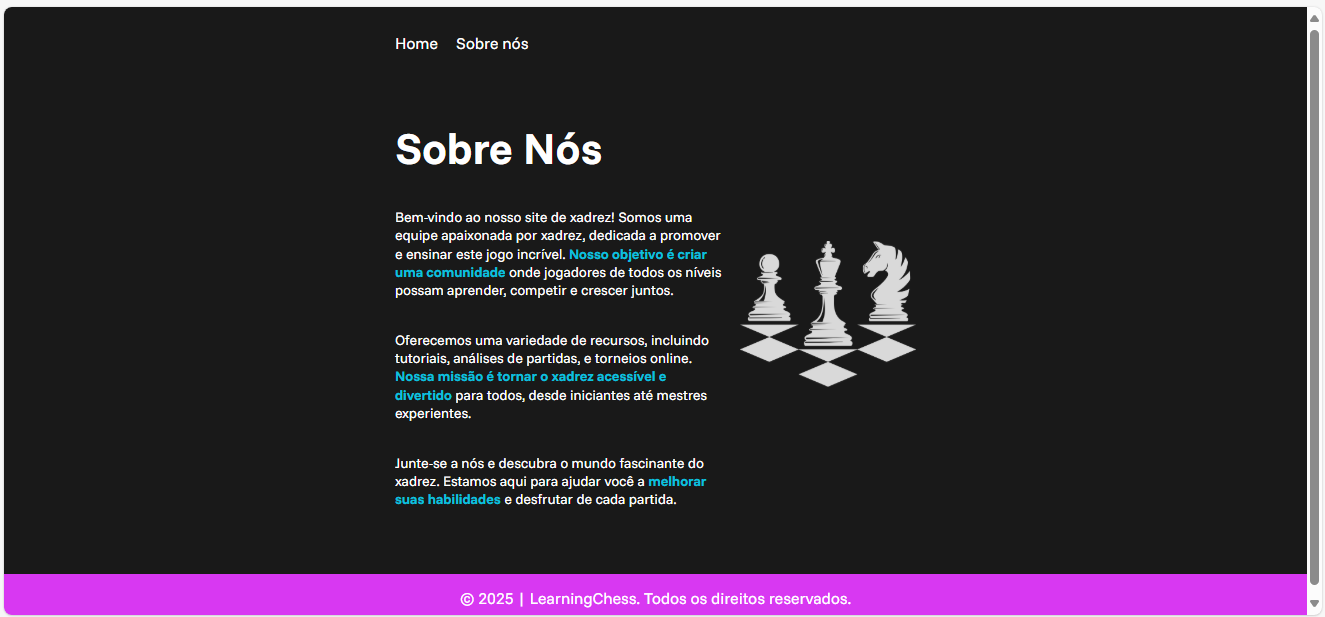 Home Sobre nós
Sobre Nós
Bem-vindo ao nosso site de xadrez! Somos uma
equipe apaixonada por xadrez, dedicada a promover
e ensinar este jogo incrível. Nosso objetivo é criar
uma comunidade onde jogadores de todos os níveis
possam aprender, competir e crescer juntos.
Oferecemos uma variedade de recursos, incluindo
tutoriais, análises de partidas, e torneios online.
Nossa missão é tornar o xadrez acessível e
divertido para todos, desde iniciantes até mestres
experientes.
Junte-se a nós e descubra o mundo fascinante do
xadrez. Estamos aqui para ajudar você a melhorar
suas habilidades e desfrutar de cada partida.
© 2025 | LearningChess. Todos os direitos reservados.